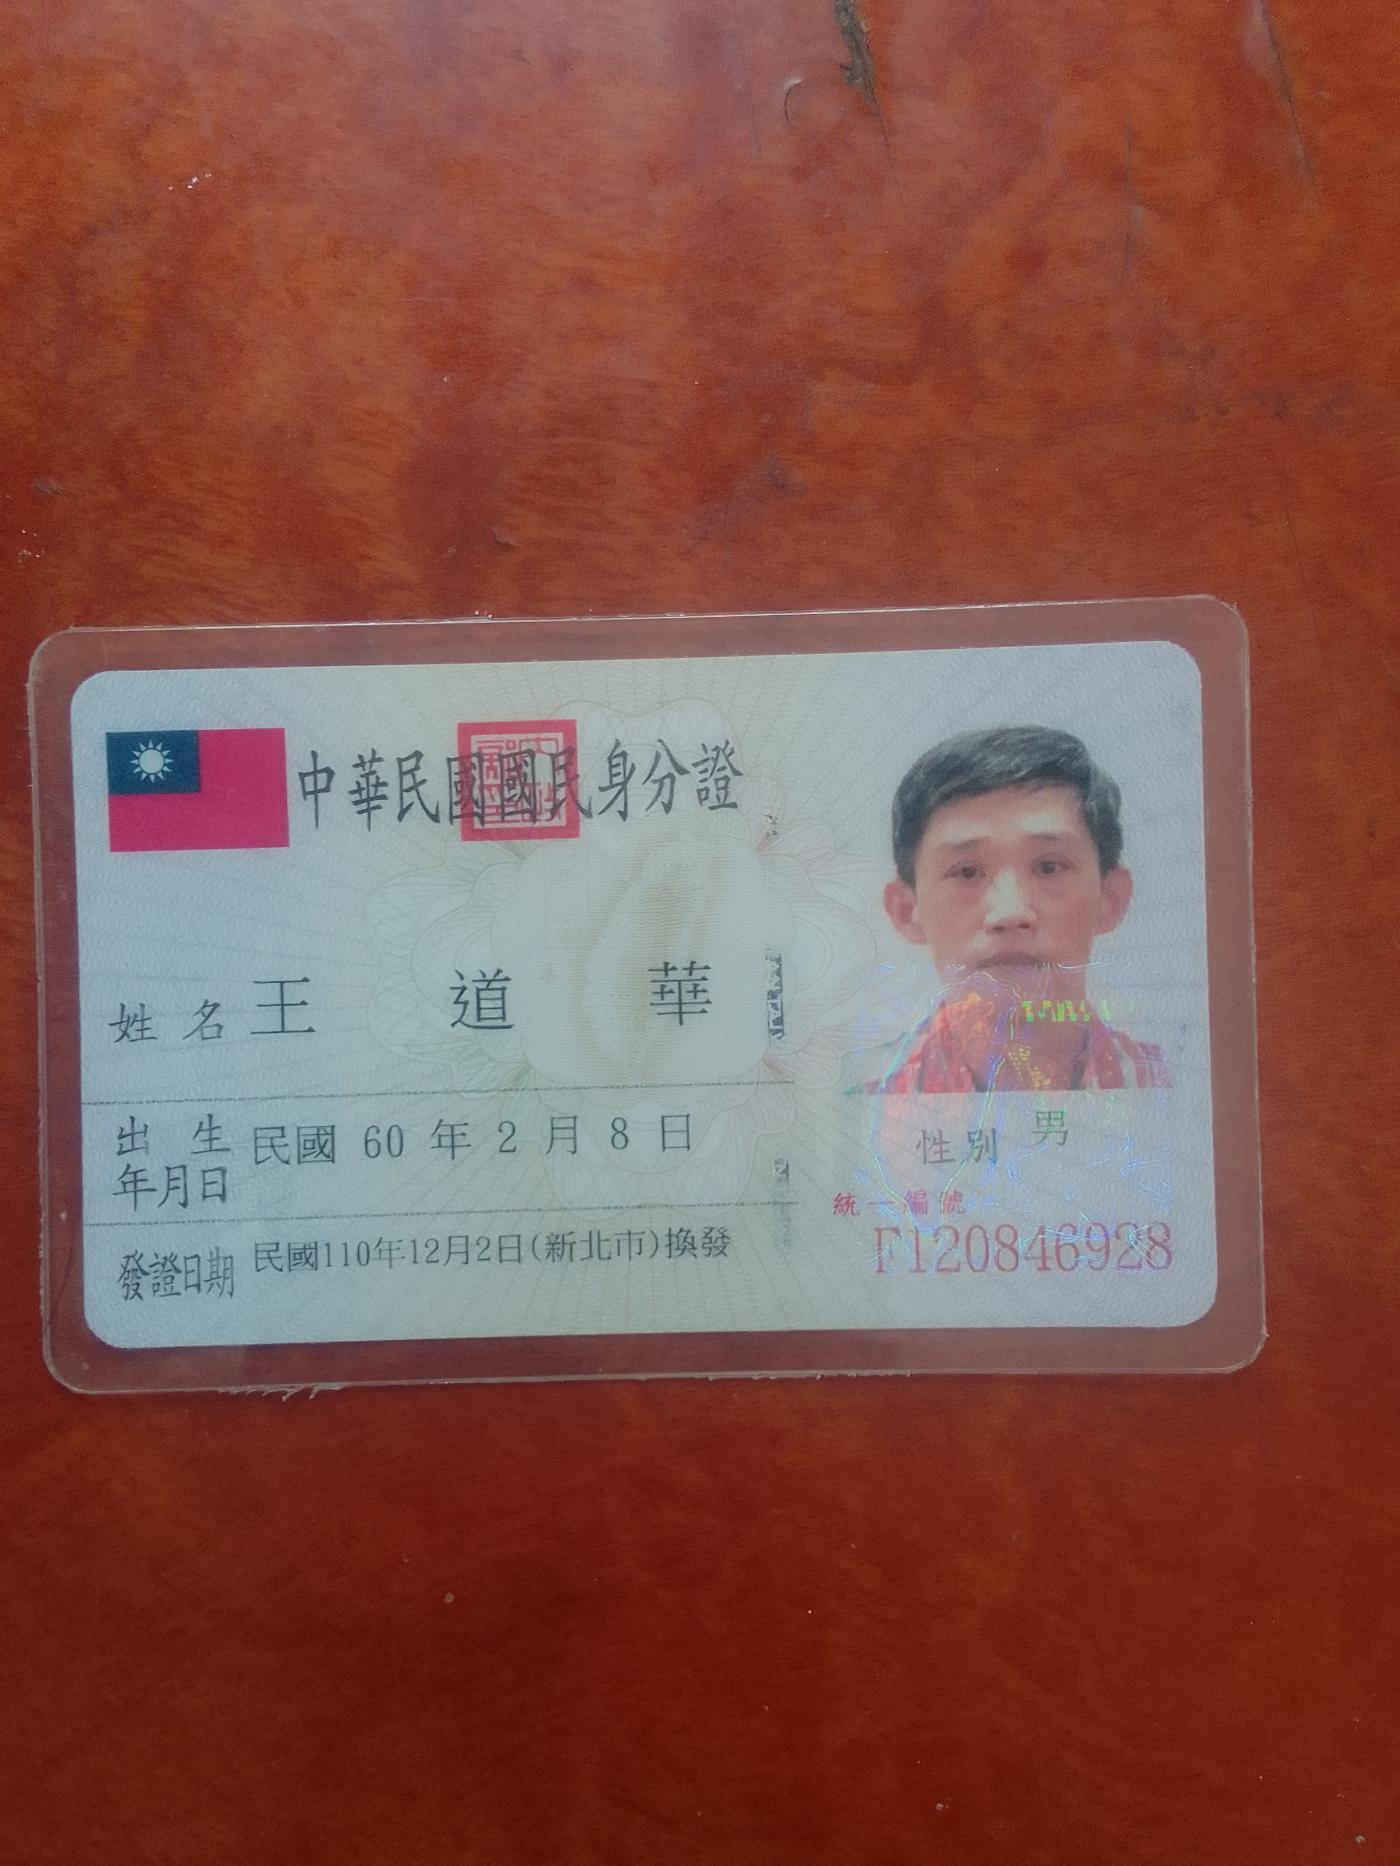 中華民國國民身分證
姓名 王道華
出生年月日 民國 60 年 2 月 8 日
發證日期 民國110年12月2日(新北市)換發
性別 男
統一編號
F120846928